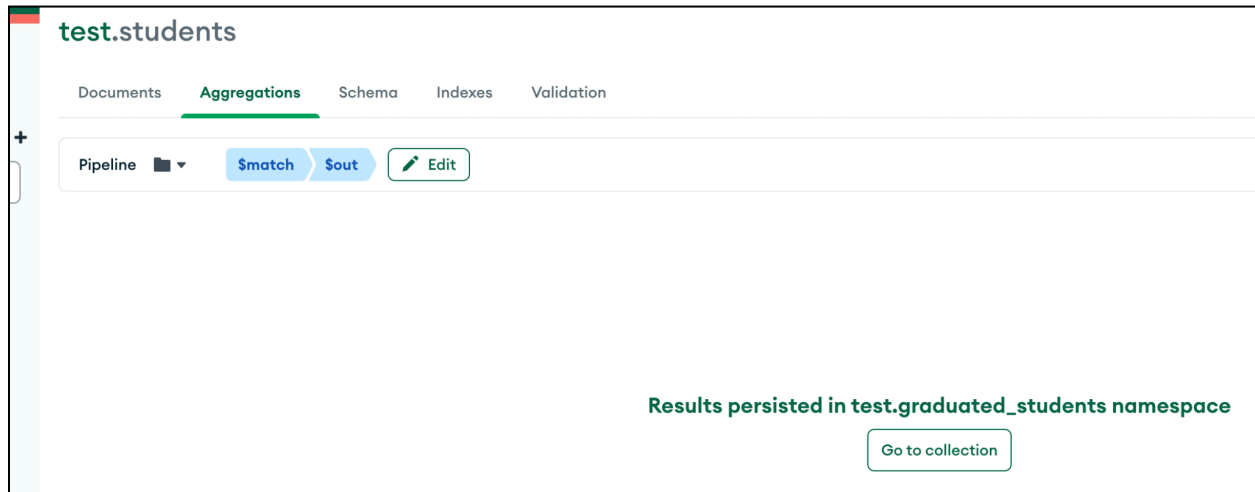 test.students
Documents Aggregations Schema Indexes Validation
Pipeline $match $out Edit
Results persisted in test.graduated_students namespace
Go to collection